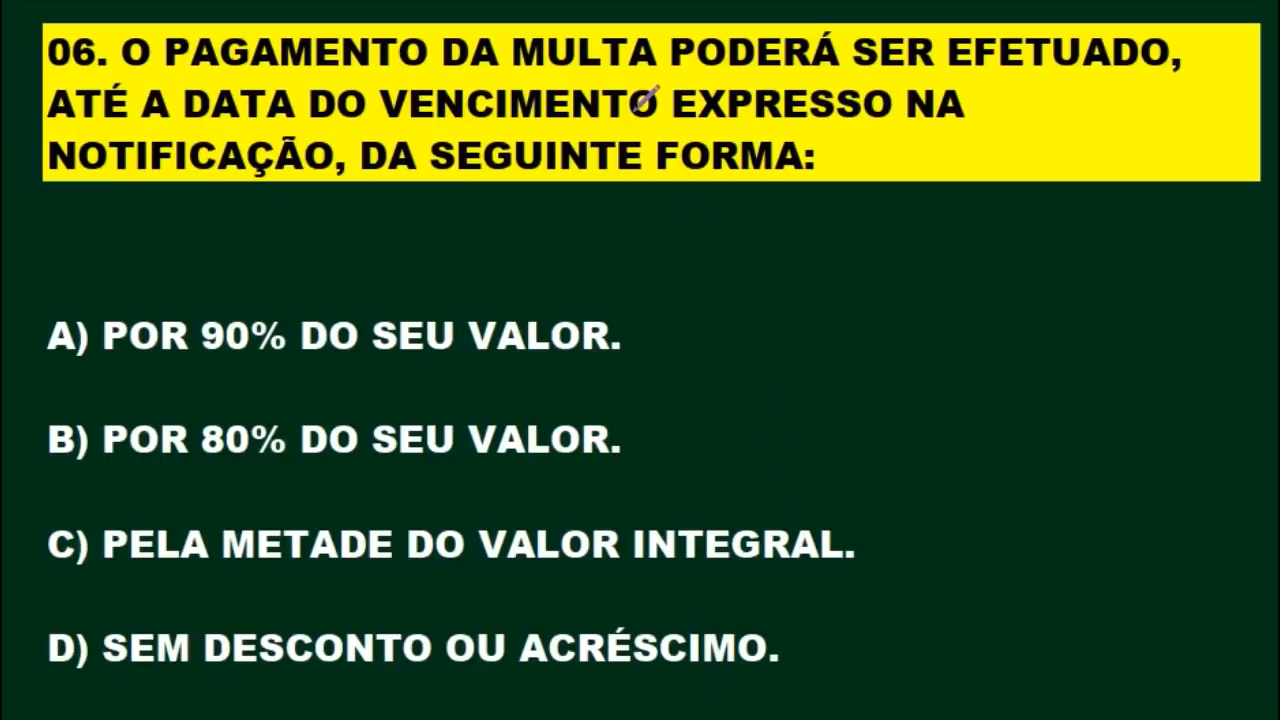 06. O PAGAMENTO DA MULTA PODERÁ SER EFETUADO,
ATÉ A DATA DO VENCIMENTO EXPRESSO NA
NOTIFICAÇÃO, DA SEGUINTE FORMA:
A) POR 90% DO SEU VALOR.
B) POR 80% DO SEU VALOR.
C) PELA METADE DO VALOR INTEGRAL.
D) SEM DESCONTO OU ACRÉSCIMO.